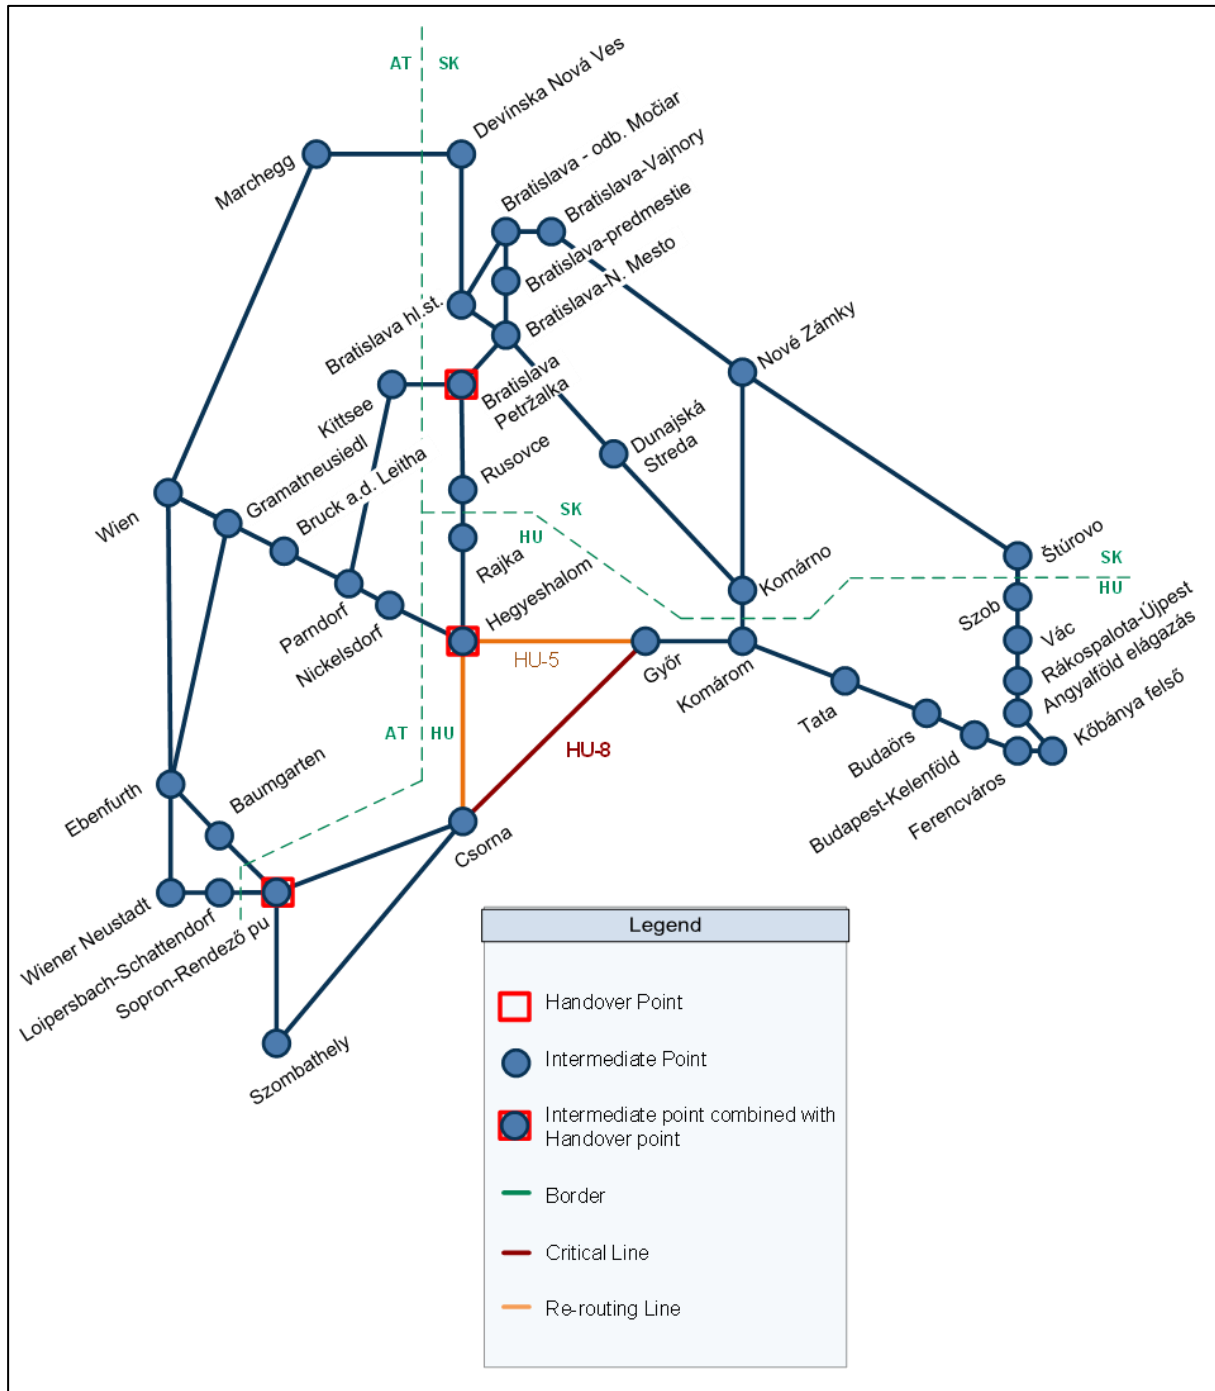 AT SK
Devínska Nová Ves
Marchegg
Bratislava - odb. Močiar
Bratislava-Vajnory
Bratislava-predmestie
Bratislava-N. Mesto
Bratislava hl.st.
Nové Zámky
Kittsee
Bratislava
Petržalka
Dunajská
Streda
Gramatneusiedl
Bruck a.d. Leitha
Rusovce
Wien
SK
HU
Rajka
Štúrovo
SK
HU
Komárno
Szob
Hegyeshalom
Parndorf
Nickelsdorf
Vác
Rákospalota-Újpest
Angyalföld elágazás
HU-5
Győr
Komárom
Kőbánya felső
Tata
AT HU
HU-8
Budaörs
Budapest-Kelenföld
Ferencváros
Baumgarten
Ebenfurth
Csorna
Wiener Neustadt
Loipersbach-Schattendorf
Sopron-Rendező pu
Szombathely
Legend
Handover Point
Intermediate Point
Intermediate point combined with
Handover point
Border
Critical Line
Re-routing Line